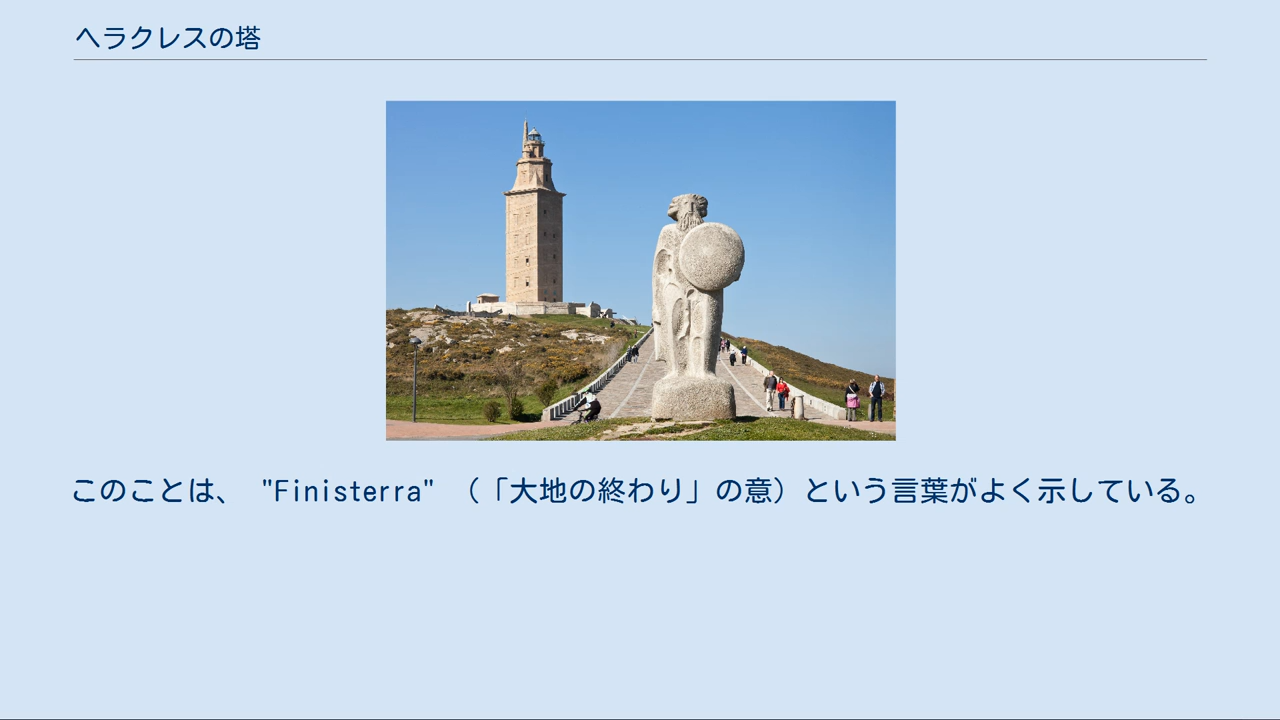 ヘラクレスの塔
このことは、 "Finisterra" （「大地の終わり」の意）という言葉がよく示している。